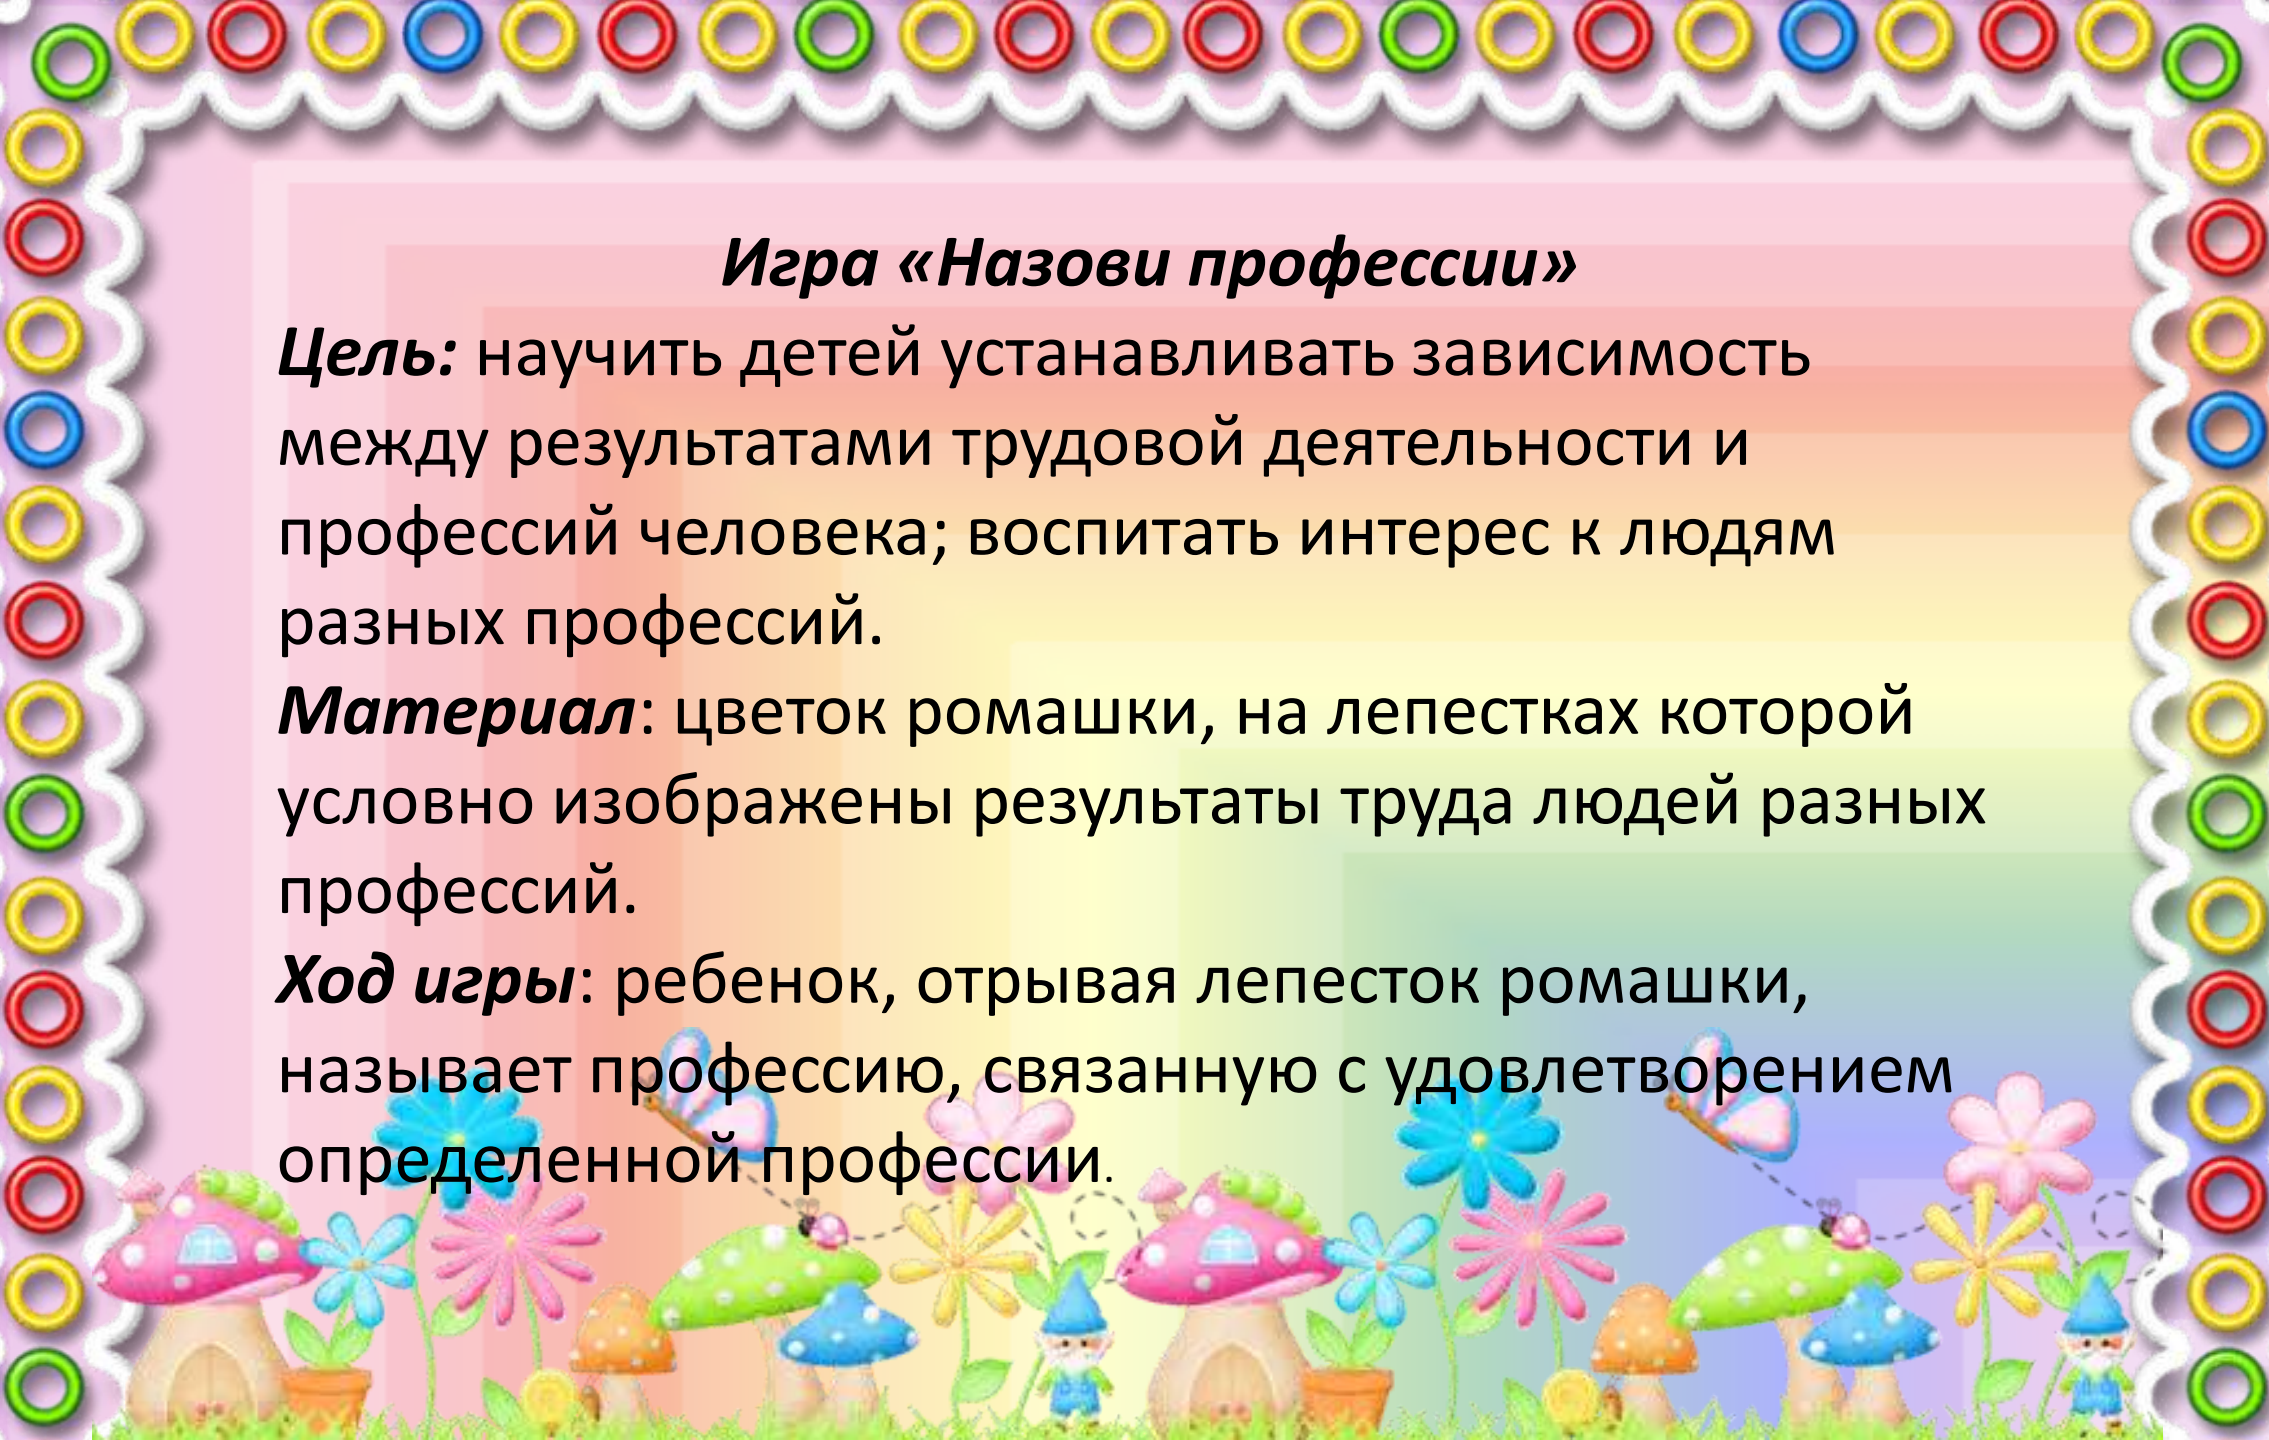 Игра «Назови профессии»
Цель: научить детей устанавливать зависимость
между результатами трудовой деятельности и
профессий человека; воспитать интерес к людям
разных профессий.
Материал: цветок ромашки, на лепестках которой
условно изображены результаты труда людей разных
профессий.
Ход игры: ребенок, отрывая лепесток ромашки,
называет профессию, связанную с удовлетворением
определенной профессии.